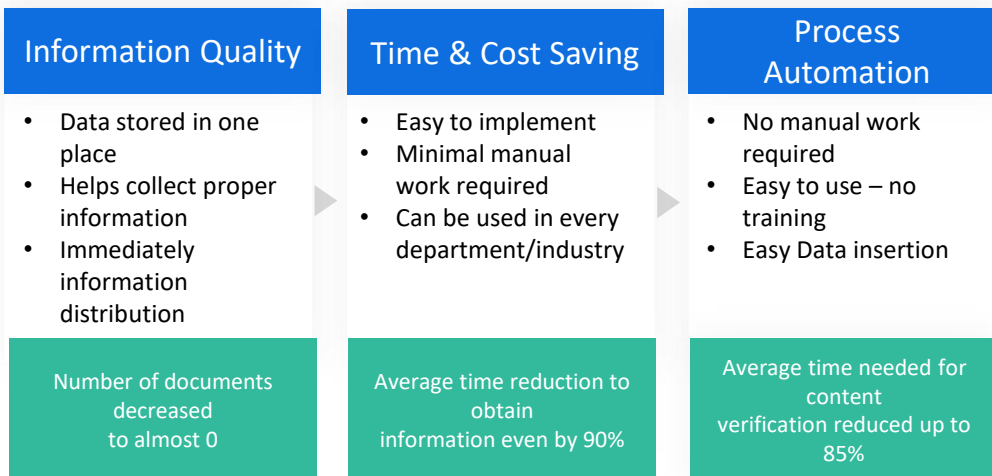 Information Quality
• Data stored in one
place
• Helps collect proper
information
• Immediately
information
distribution
Number of documents
decreased
to almost 0
Time & Cost Saving
• Easy to implement
• Minimal manual
work required
• Can be used in every
department/industry
Average time reduction to
obtain
information even by 90%
Process
Automation
• No manual work
required
• Easy to use – no
training
• Easy Data insertion
Average time needed for
content
verification reduced up to
85%